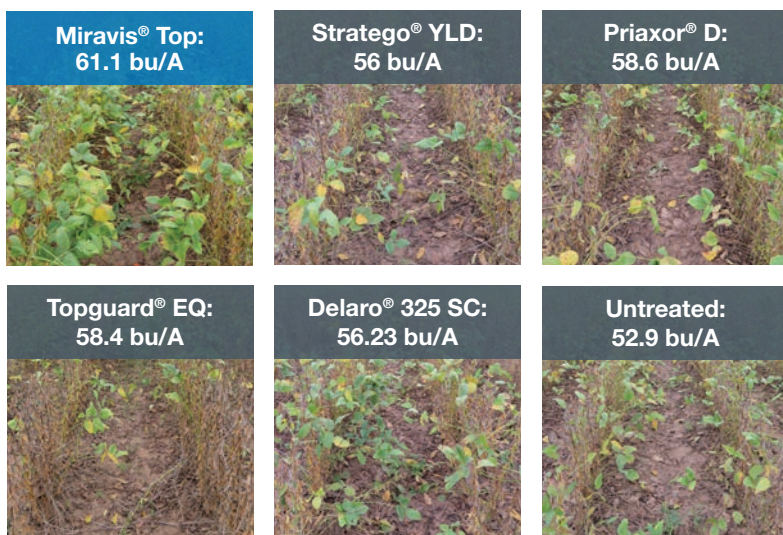 Miravis® Top:
61.1 bu/A
Stratego® YLD:
56 bu/A
Priaxor® D:
58.6 bu/A
Topguard® EQ:
58.4 bu/A
Delaro® 325 SC:
56.23 bu/A
Untreated:
52.9 bu/A